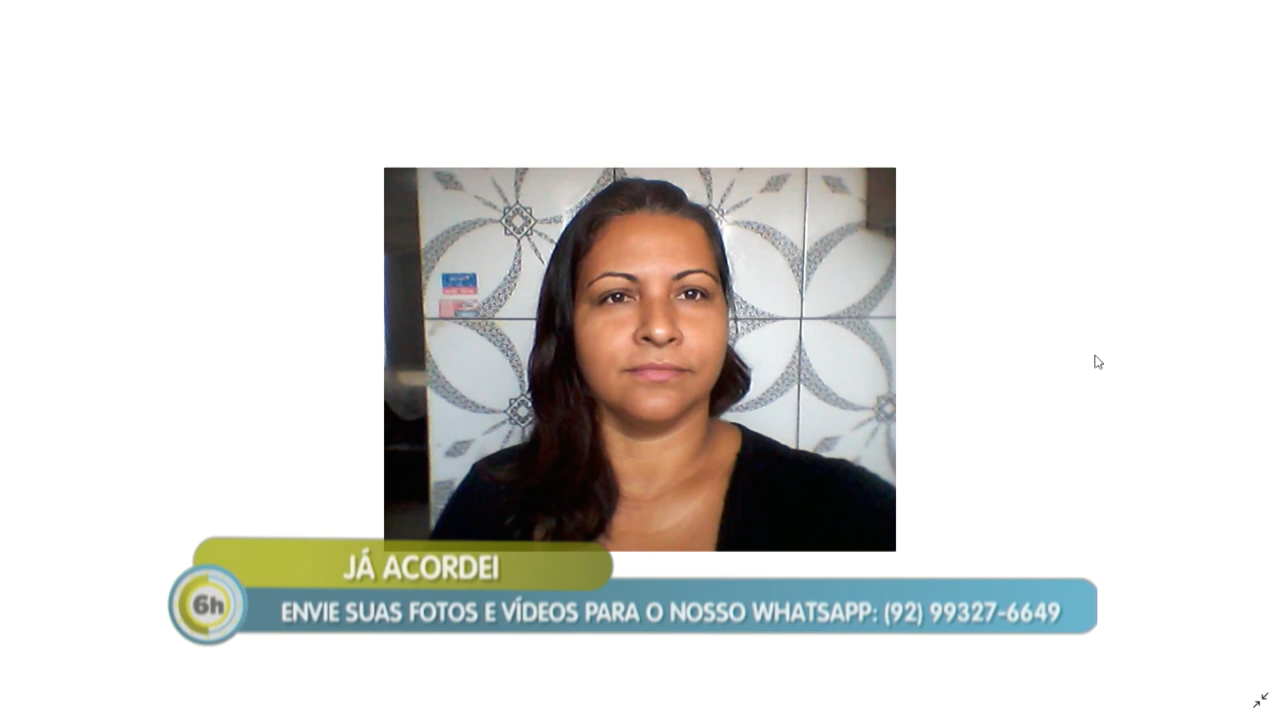 JÁ ACORDEI
6h
ENVIE SUAS FOTOS E VÍDEOS PARA O NOSSO WHATSAPP: (92) 99327-6649